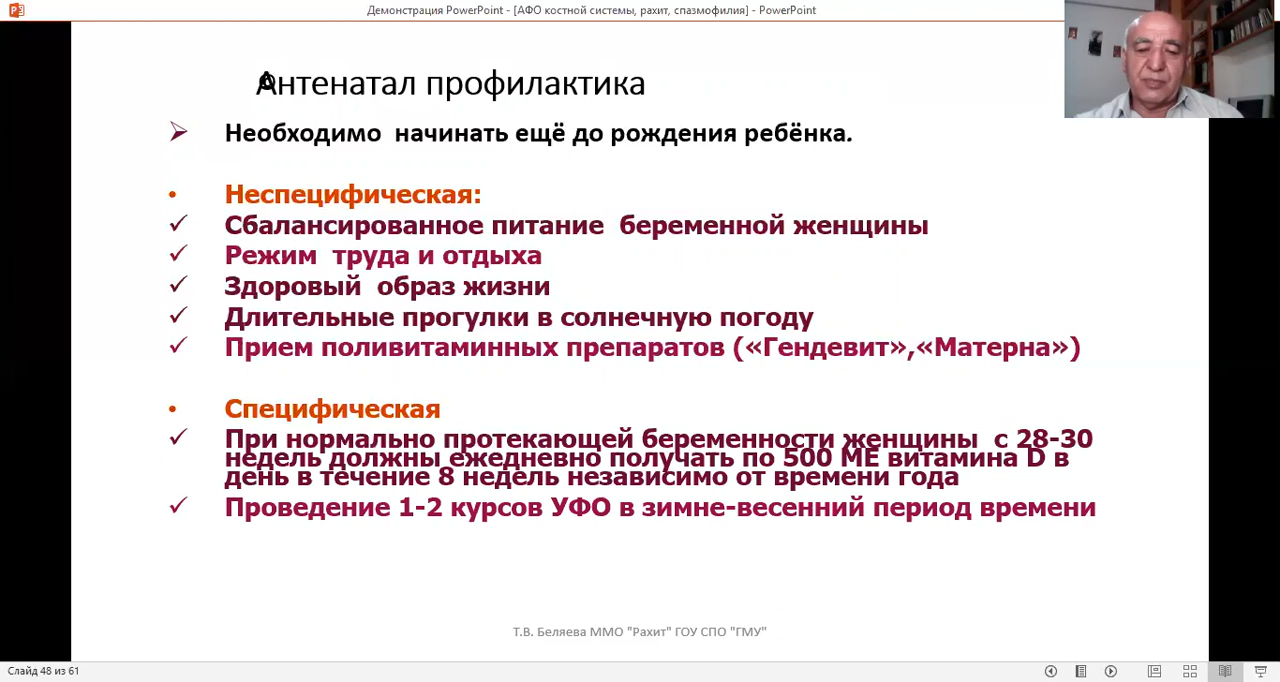 Демонстрация PowerPoint - [АФО костной системы, рахит, спазмофилия] - PowerPoint
Антенатал профилактика
Необходимо начинать ещё до рождения ребёнка.
Неспецифическая:
Сбалансированное питание беременной женщины
Режим труда и отдыха
Здоровый образ жизни
Длительные прогулки в солнечную погоду
Прием поливитаминных препаратов («Гендевит»,«Матерна»)
Специфическая
При нормально протекающей беременности женщины с 28-30
недель должны ежедневно получать по 500 МЕ витамина D в
день в течение 8 недель независимо от времени года
Проведение 1-2 курсов УФО в зимне-весенний период времени
Т.В. Беляева ММО "Рахит" ГОУ СПО "ГМУ"
Слайд 48 из 61